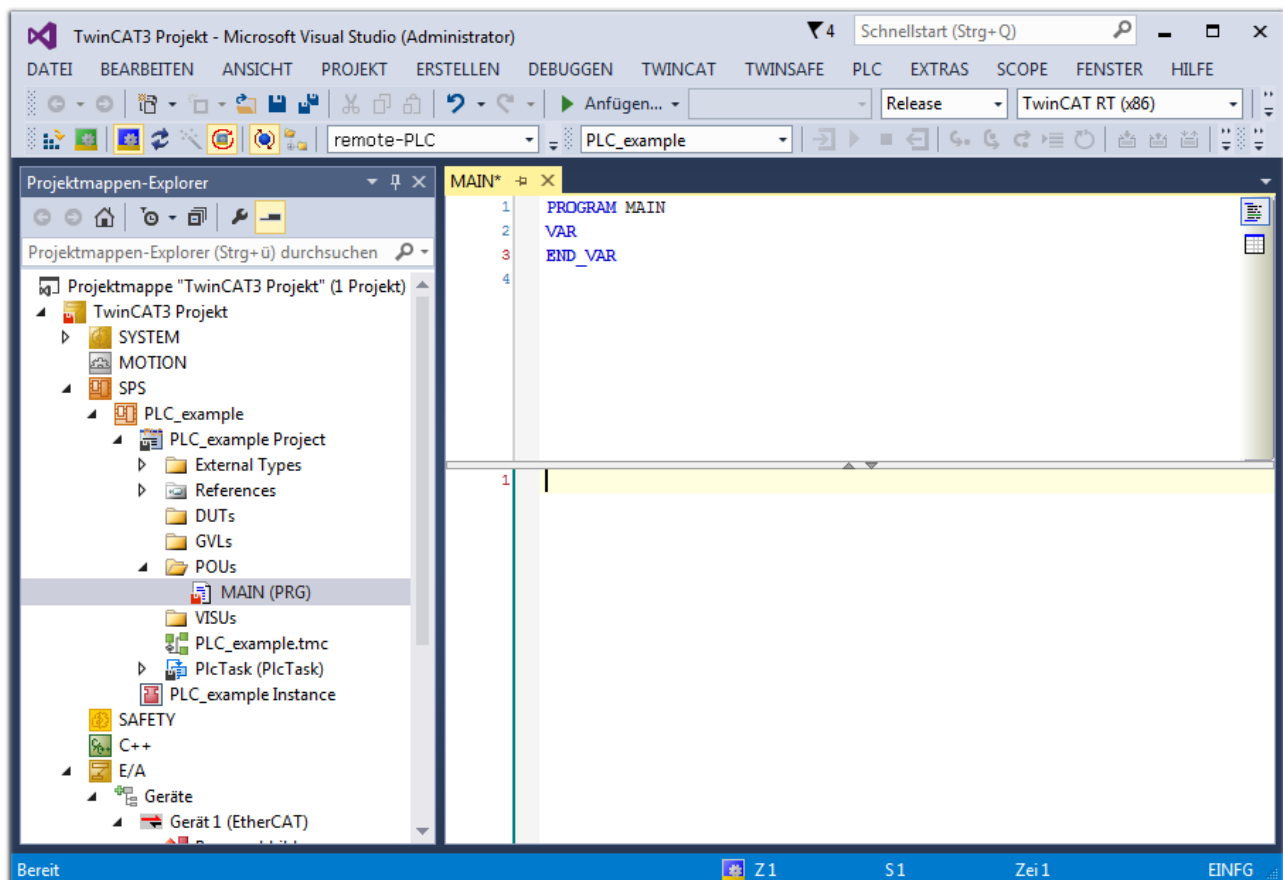 TwinCAT3 Projekt - Microsoft Visual Studio (Administrator) 4 Schnellstart (Strg+Q)
DATEI BEARBEITEN ANSICHT PROJEKT ERSTELLEN DEBUGGEN TWINCAT TWINSAFE PLC EXTRAS SCOPE FENSTER HILFE
Anfügen... Release TwinCAT RT (x86)
remote-PLC PLC_example
Projektmappen-Explorer
Projektmappen-Explorer (Strg+ü) durchsuchen
Projektmappe "TwinCAT3 Projekt" (1 Projekt)
TwinCAT3 Projekt
SYSTEM
MOTION
SPS
PLC_example
PLC_example Project
External Types
References
DUTs
GVLs
POUs
MAIN (PRG)
VISUs
PLC_example.tmc
PlcTask (PlcTask)
PLC_example Instance
SAFETY
C++
E/A
Geräte
Gerät 1 (EtherCAT)
MAIN*
1 PROGRAM MAIN
2 VAR
3 END_VAR
4
1
Bereit Z 1 S 1 Zei 1 EINFG